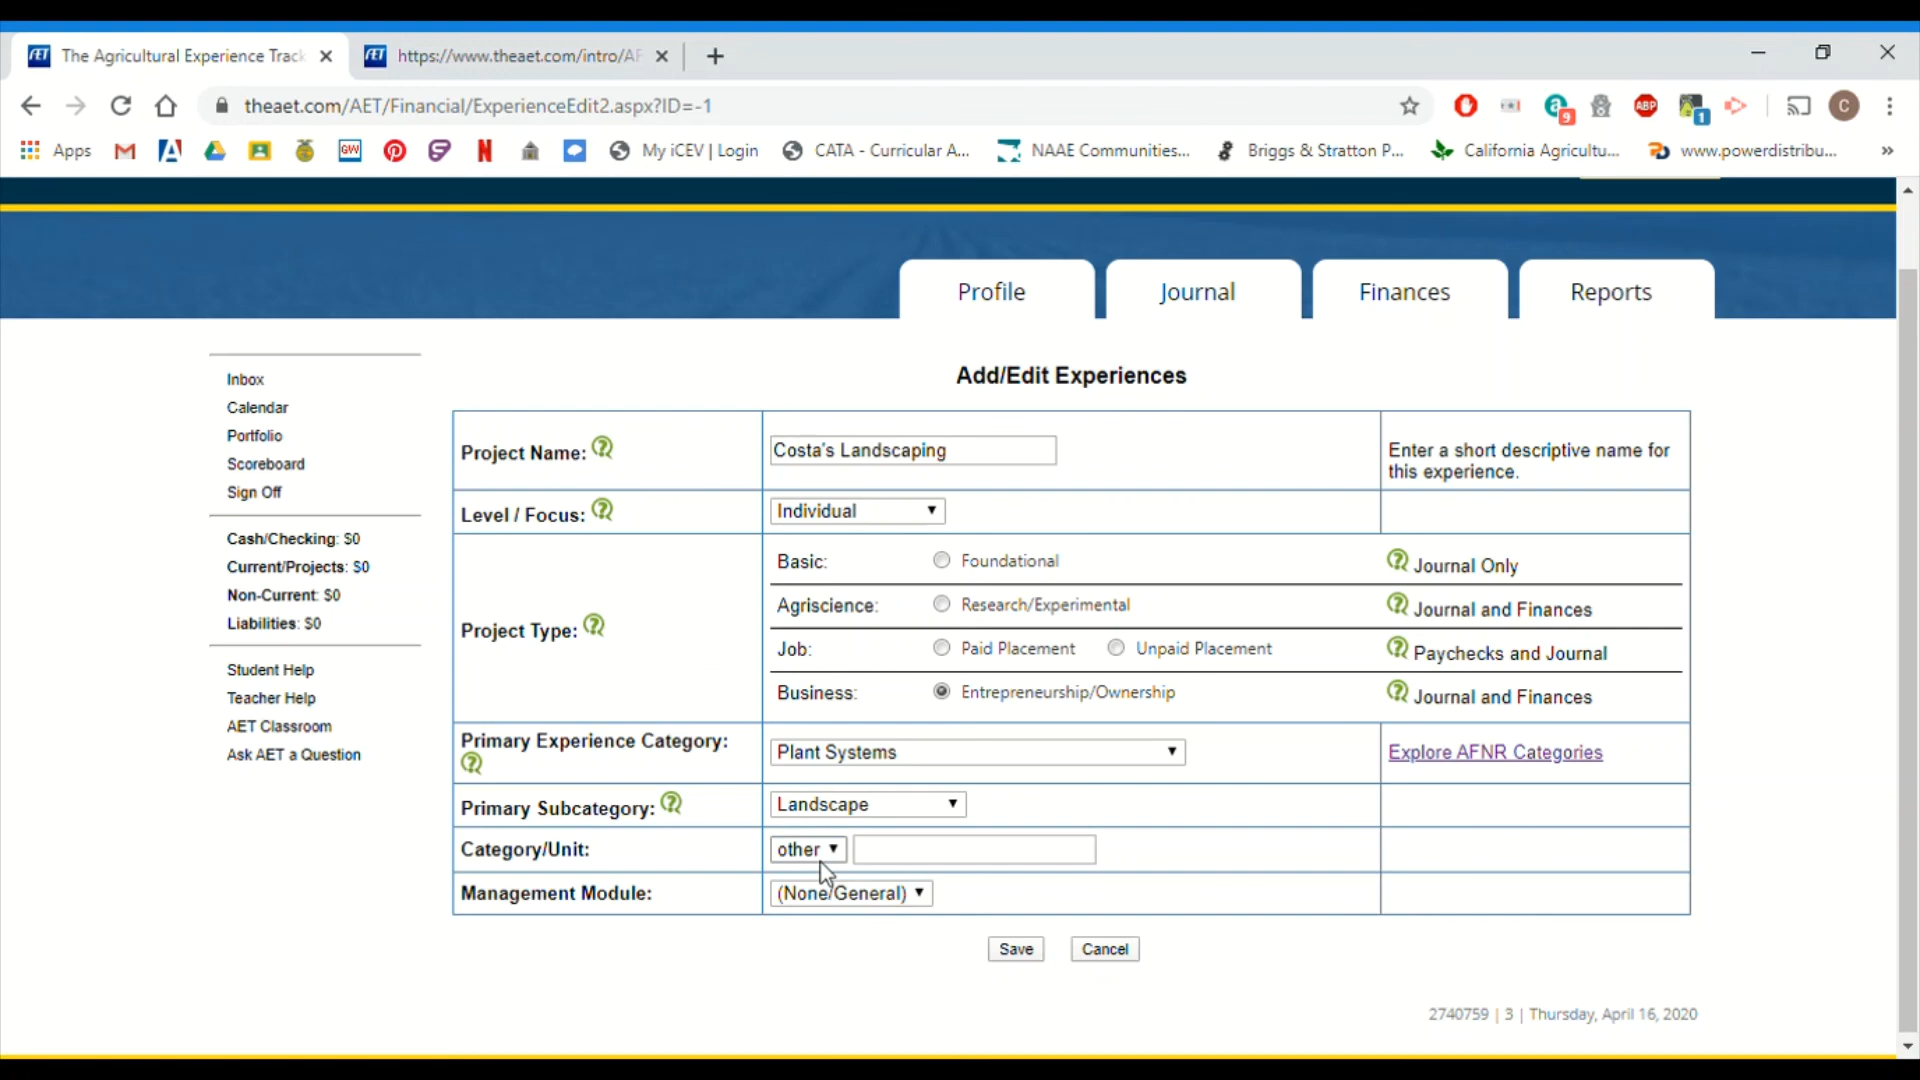 The Agricultural Experience Track
https://www.theaet.com/intro/AF
theaet.com/AET/Financial/ExperienceEdit2.aspx?ID=-1
9
ABP
1
C
Apps
GW
My iCEV | Login
CATA - Curricular A...
NAAE Communities...
Briggs & Stratton P...
California Agricultu...
www.powerdistribu...
»
Profile
Journal
Finances
Reports
Inbox
Calendar
Portfolio
Scoreboard
Sign Off
Cash/Checking: $0
Current/Projects: $0
Non-Current: $0
Liabilities: $0
Student Help
Teacher Help
AET Classroom
Ask AET a Question
Add/Edit Experiences
Project Name:
Costa's Landscaping
Enter a short descriptive name for
this experience.
Level / Focus:
Individual
Project Type:
Basic:
Foundational
Journal Only
Agriscience:
Research/Experimental
Journal and Finances
Job:
Paid Placement
Unpaid Placement
Paychecks and Journal
Business:
Entrepreneurship/Ownership
Journal and Finances
Primary Experience Category:
Plant Systems
Explore AFNR Categories
Primary Subcategory:
Landscape
Category/Unit:
other
Management Module:
(None/General)
Save
Cancel
2740759 | 3 | Thursday, April 16, 2020